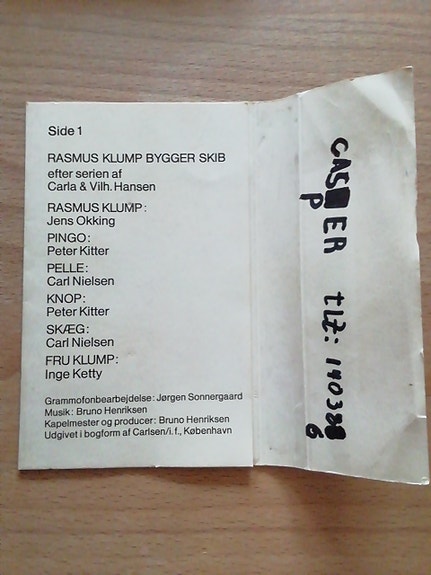 Side 1
RASMUS KLUMP BYGGER SKIB
efter serien af
Carla & Vilh. Hansen
RASMUS KLUMP:
Jens Okking
PINGO:
Peter Kitter
PELLE:
Carl Nielsen
KNOP:
Peter Kitter
SKÆG:
Carl Nielsen
FRU KLUMP:
Inge Ketty
Grammofonbearbejdelse: Jørgen Sonnergaard
Musik: Bruno Henriksen
Kapelmester og producer: Bruno Henriksen
Udgivet i bogform af Carlsen/i.f., København
CASPER